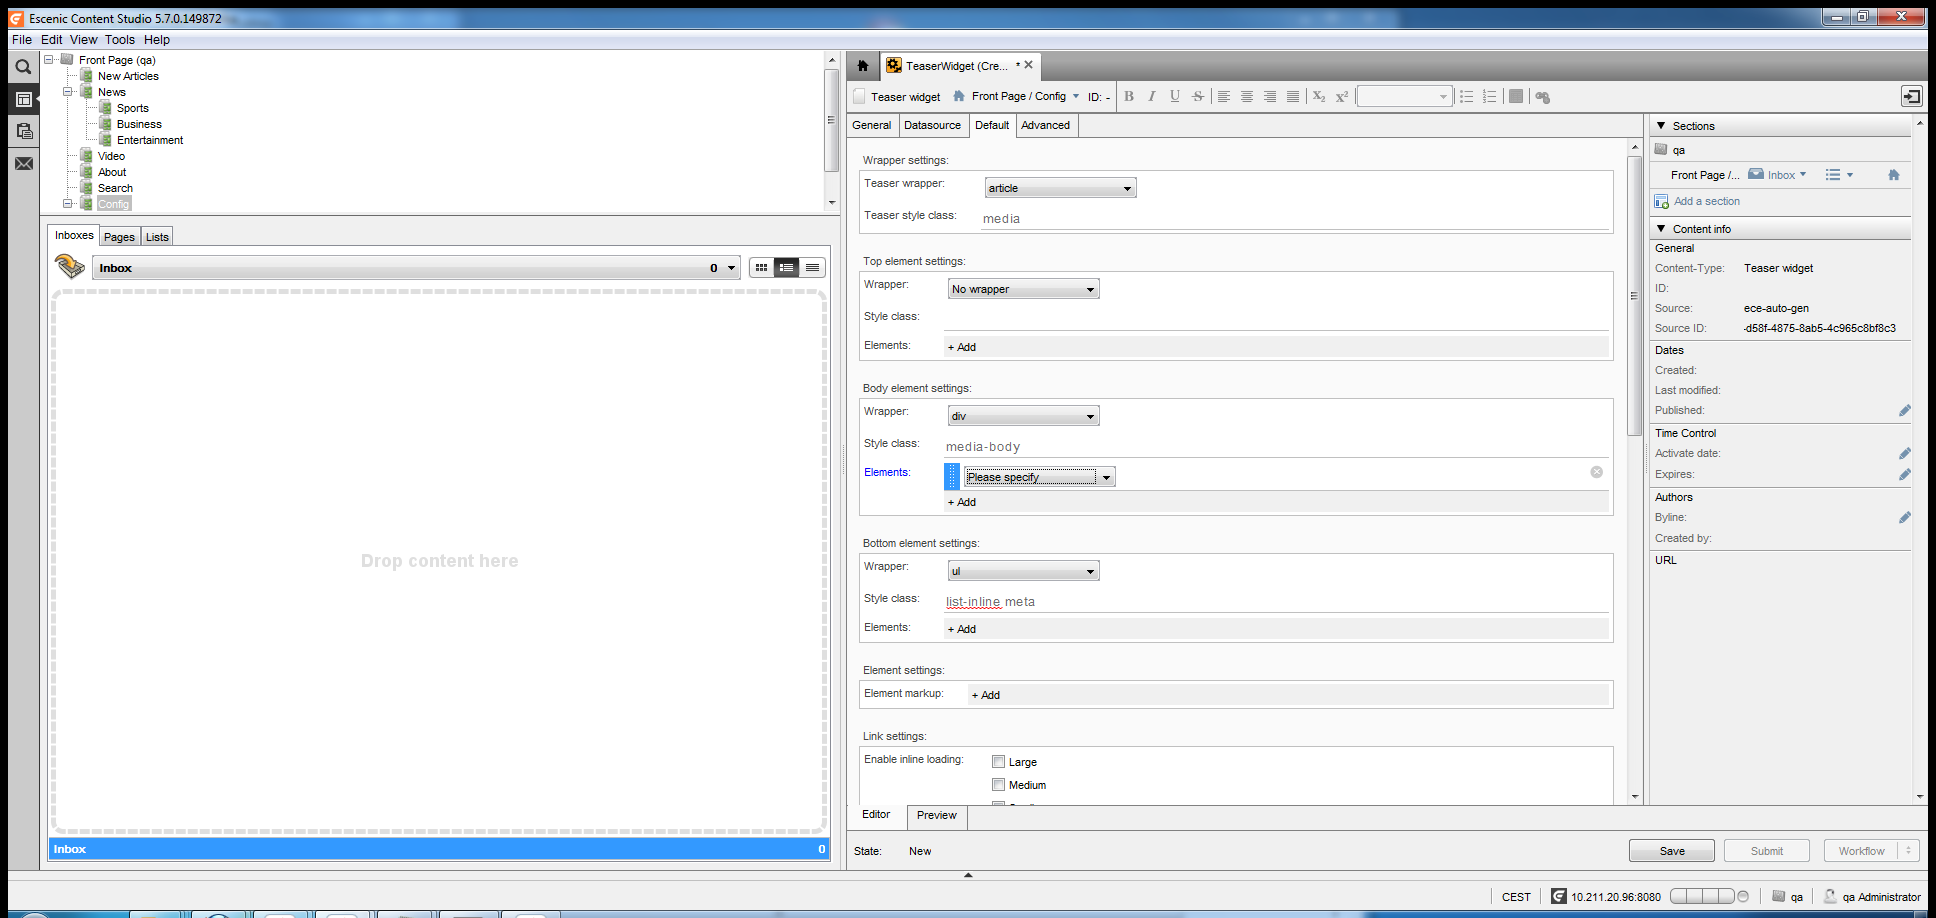 Escenic Content Studio 5.7.0.149872
File Edit View Tools Help
Front Page (qa)
New Articles
News
Sports
Business
Entertainment
Video
About
Search
Config
Inboxes Pages Lists
Inbox 0
Drop content here
Inbox 0
TeaserWidget (Cre... *
Teaser widget Front Page / Config ID: - B I U S X2 X2
General Datasource Default Advanced
Wrapper settings:
Teaser wrapper: article
Teaser style class: media
Top element settings:
Wrapper: No wrapper
Style class:
Elements: + Add
Body element settings:
Wrapper: div
Style class: media-body
Elements: Please specify
+ Add
Bottom element settings:
Wrapper: ul
Style class: list-inline meta
Elements: + Add
Element settings:
Element markup: + Add
Link settings:
Enable inline loading: Large
Medium
Editor Preview
State: New
Save Submit Workflow
Sections
qa
Front Page /... Inbox
Add a section
Content info
General
Content-Type: Teaser widget
ID:
Source: ece-auto-gen
Source ID: -d58f-4875-8ab5-4c965c8bf8c3
Dates
Created:
Last modified:
Published:
Time Control
Activate date:
Expires:
Authors
Byline:
Created by:
URL
CEST 10.211.20.96:8080 qa qa Administrator